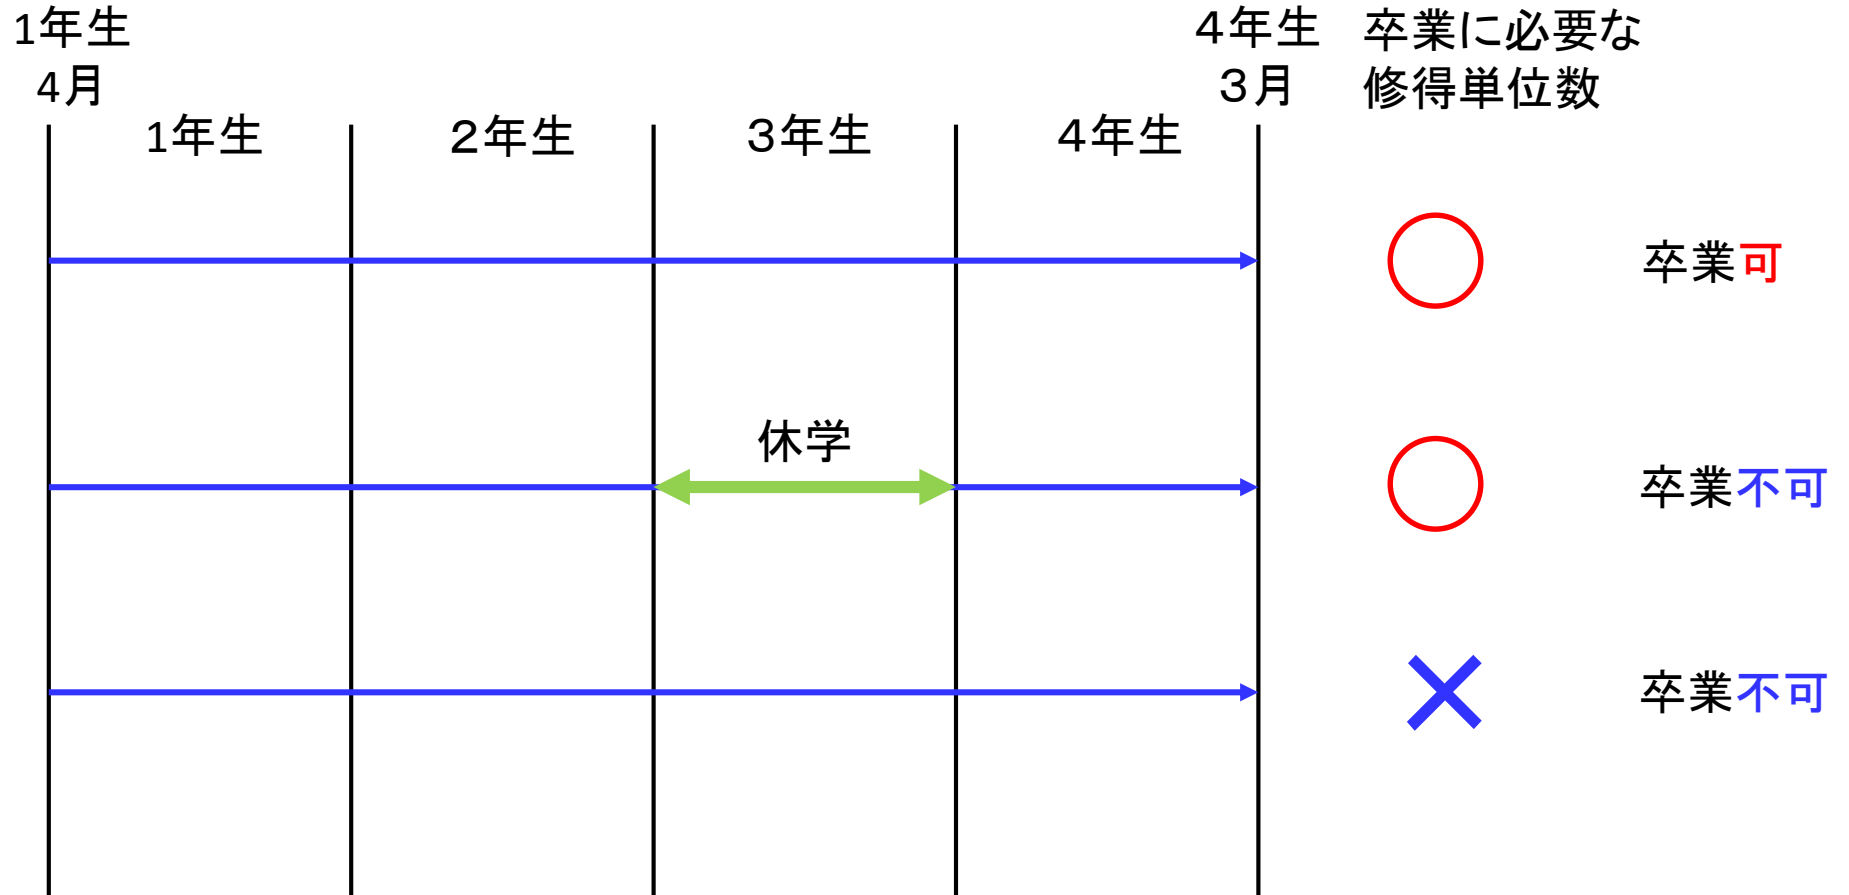 1年生
4月
４年生
３月
卒業に必要な
修得単位数
1年生
２年生
３年生
４年生
卒業可
休学
卒業不可
卒業不可